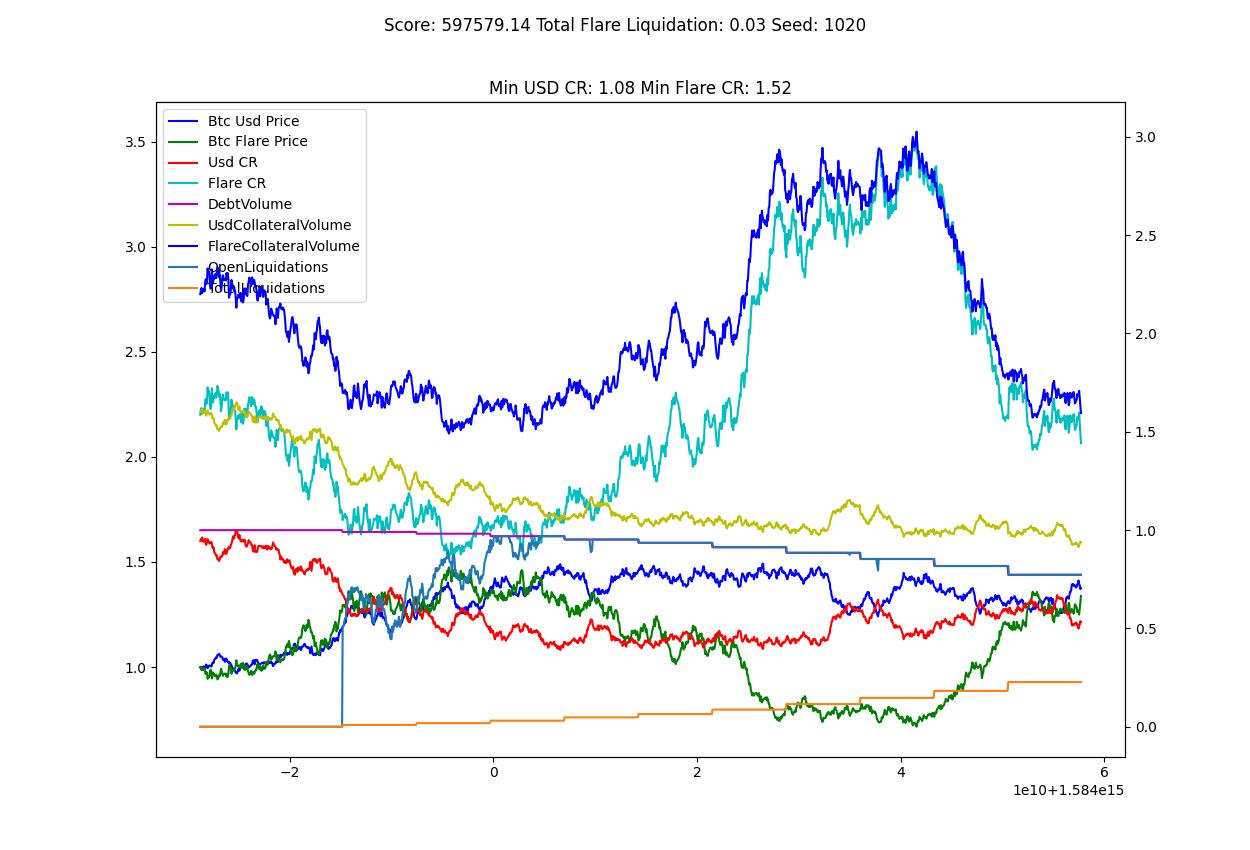 Score: 597579.14 Total Flare Liquidation: 0.03 Seed: 1020
Min USD CR: 1.08 Min Flare CR: 1.52
Btc Usd Price
Btc Flare Price
Usd CR
Flare CR
DebtVolume
UsdCollateralVolume
FlareCollateralVolume
OpenLiquidations
TotalLiquidations
3.5
3.0
2.5
2.0
1.5
1.0
3.0
2.5
2.0
1.5
1.0
0.5
0.0
−2
0
2
4
6
1e10+1.584e15